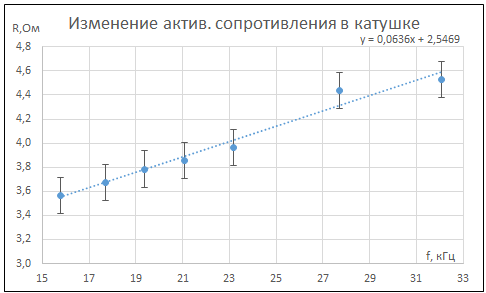 Изменение актив. сопротивления в катушке
R,Ом
y = 0,0636x + 2,5469
4,8
4,6
4,4
4,2
4,0
3,8
3,6
3,4
3,2
3,0
f, кГц
15 17 19 21 23 25 27 29 31 33